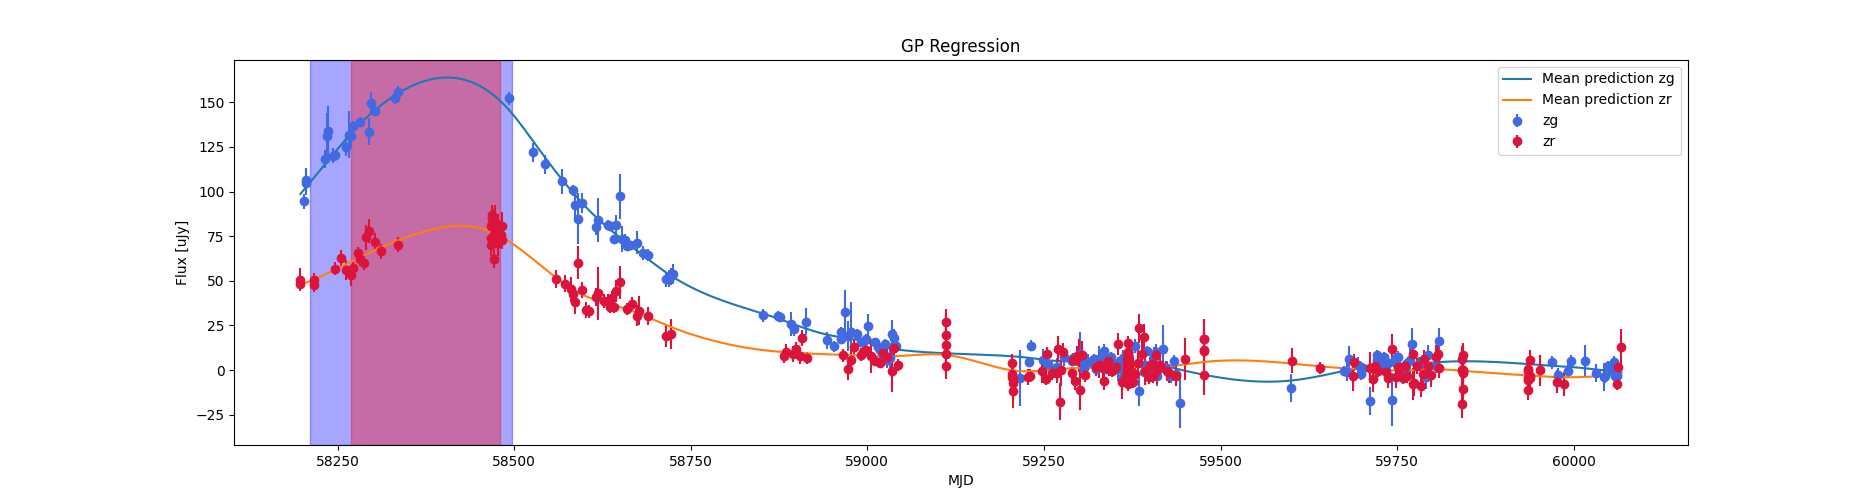 GP Regression
Mean prediction zg
Mean prediction zr
zg
zr
Flux [uJy]
150
125
100
75
50
25
0
−25
58250 58500 58750 59000 59250 59500 59750 60000
MJD